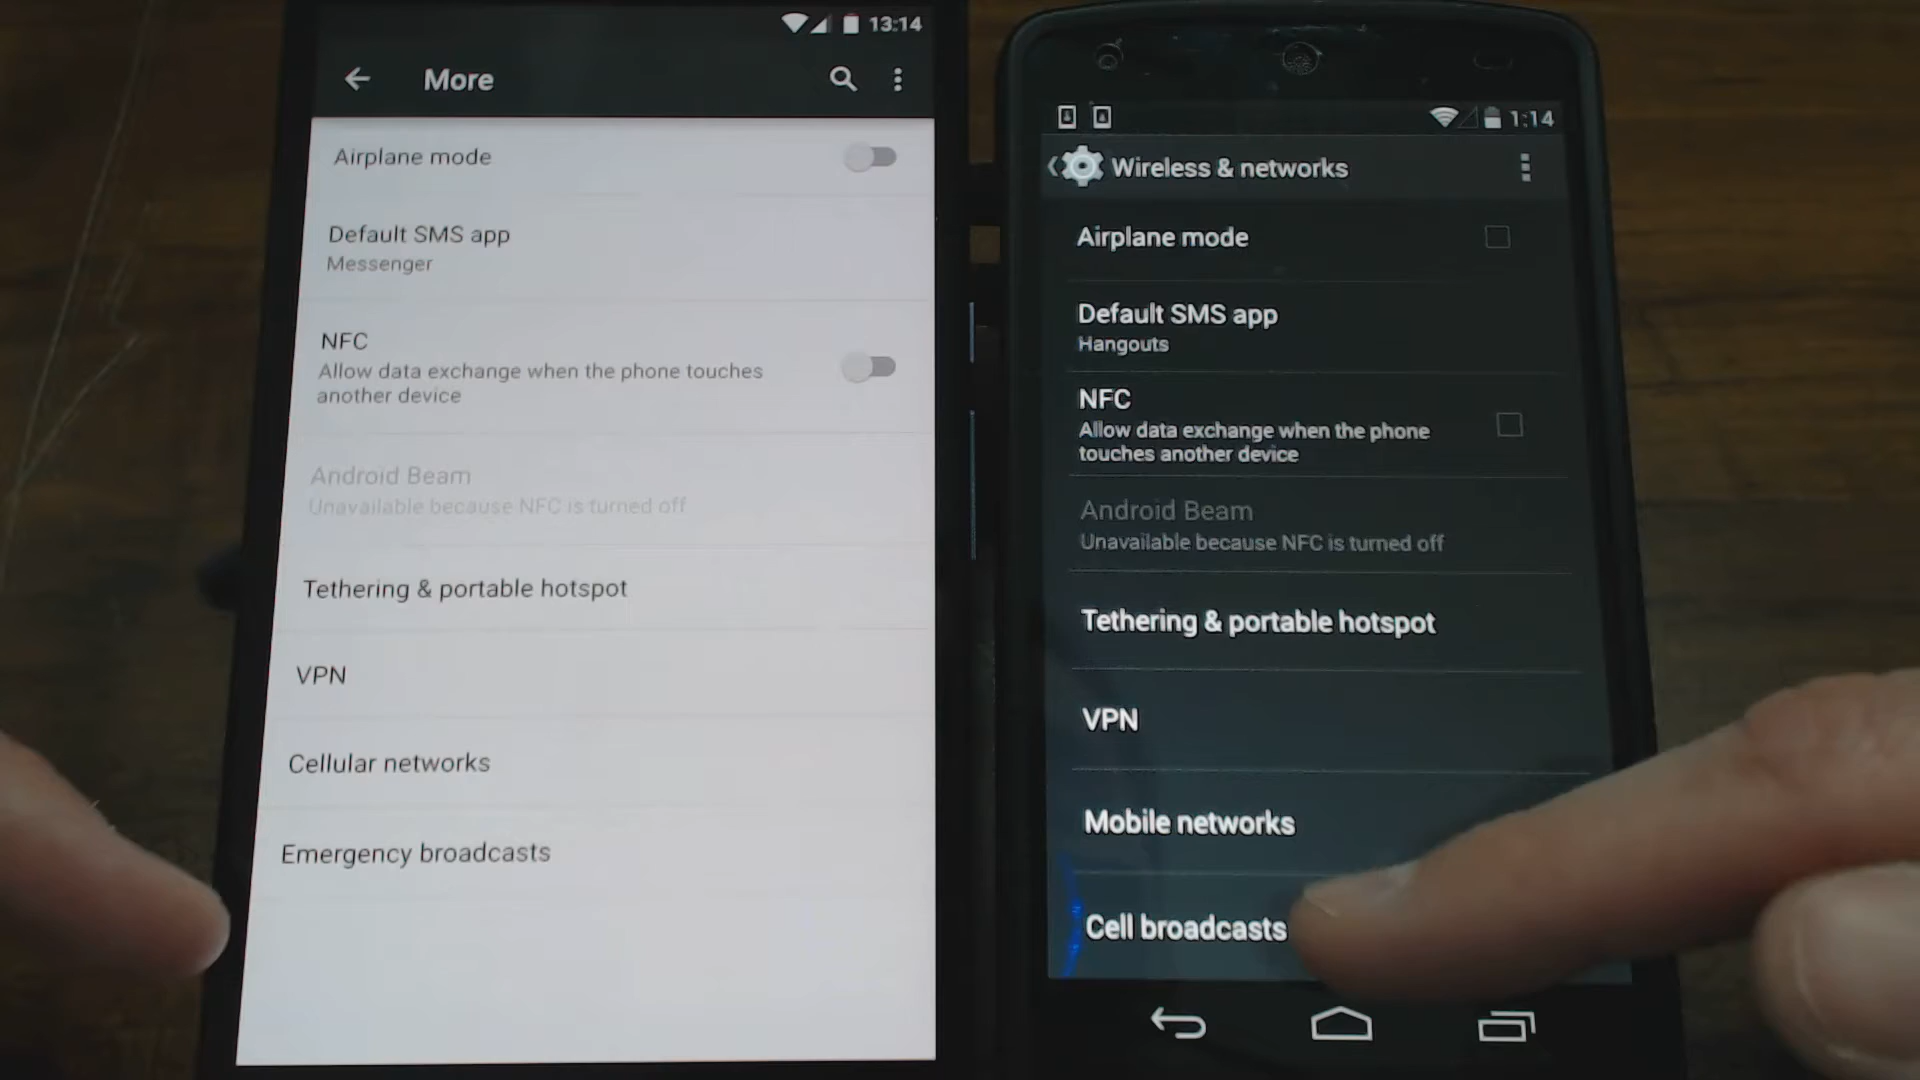 13:14
More
Airplane mode
Default SMS app
Messenger
NFC
Allow data exchange when the phone touches
another device
Android Beam
Unavailable because NFC is turned off
Tethering & portable hotspot
VPN
Cellular networks
Emergency broadcasts
1:14
Wireless & networks
Airplane mode
Default SMS app
Hangouts
NFC
Allow data exchange when the phone
touches another device
Android Beam
Unavailable because NFC is turned off
Tethering & portable hotspot
VPN
Mobile networks
Cell broadcasts